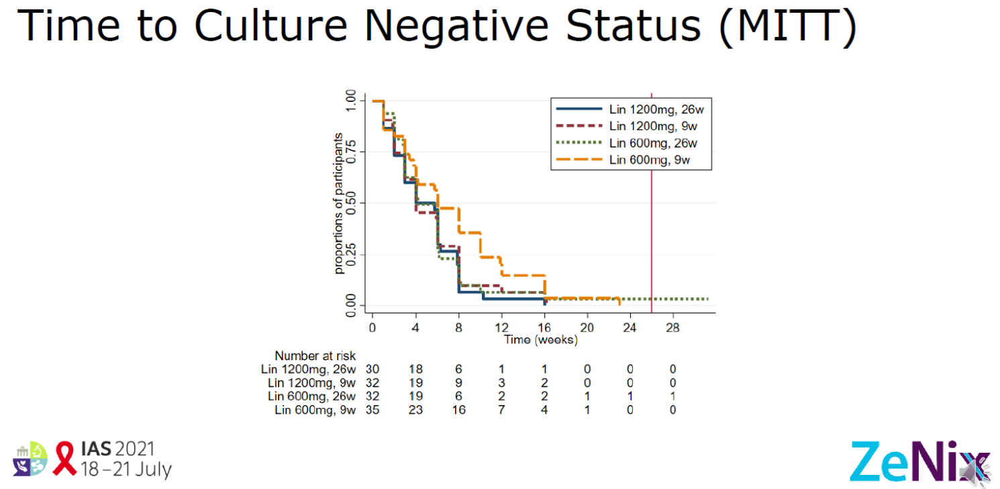 Time to Culture Negative Status (MITT)
proportions of participants
1.00
0.75
0.50
0.25
0.00
Lin 1200mg, 26w
Lin 1200mg, 9w
Lin 600mg, 26w
Lin 600mg, 9w
0 4 8 12 16 20 24 28
Time (weeks)
Number at risk
Lin 1200mg, 26w 30 18 6 1 1 0 0 0
Lin 1200mg, 9w 32 19 9 3 2 0 0 0
Lin 600mg, 26w 32 19 6 2 2 1 1 1
Lin 600mg, 9w 35 23 16 7 4 1 0 0
IAS 2021
18–21 July
ZeNix